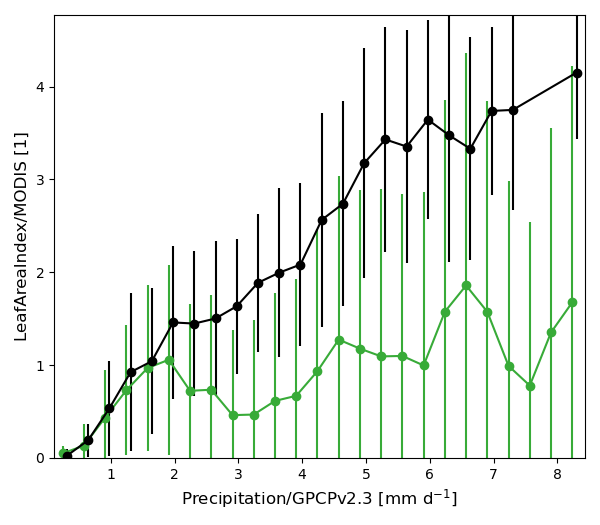 LeafAreaIndex/MODIS [1]
4
3
2
1
0
1 2 3 4 5 6 7 8
Precipitation/GPCPv2.3 [mm d⁻¹]